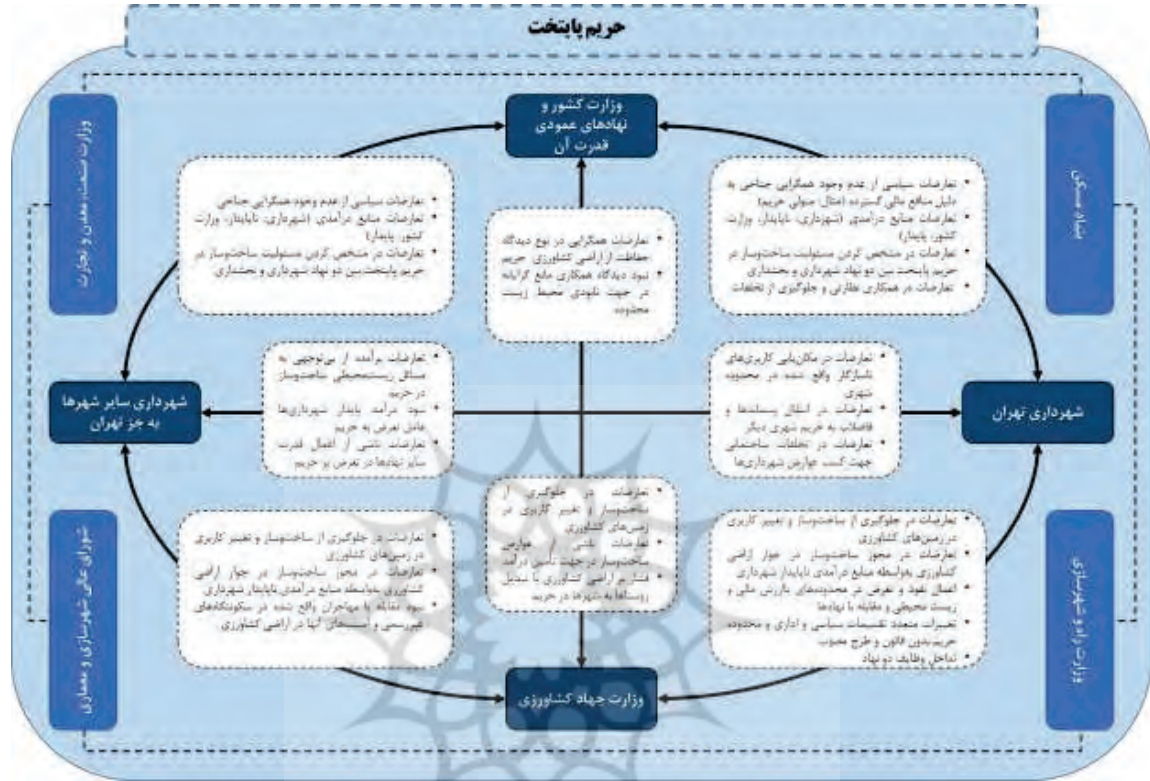 حریم پایتخت
وزارت کشور و
نهادهای عمودی
قدرت آن
وزارت صنعت، معدن و تجارت
بنیاد مسکن
تعارضات سیاسی از عدم وجود همگرایی جناحی به
دلیل منافع مالی گسترده (مثال: متولی حریم)
تعارضات منابع درآمدی (شهرداری، ناپایدار، وزارت
کشور: پایدار)
تعارضات در مشخص کردن مسئولیت ساخت‌وساز در
حریم پایتخت بین دو نهاد شهرداری و بخشداری
تعارضات در همکاری نظارتی و جلوگیری از تخلفات
تعارضات همگرایی در نوع دیدگاه
حفاظت از اراضی کشاورزی حریم
نبود دیدگاه همکاری منابع گرایانه
در جهت نابودی محیط زیست
محدوده
تعارضات سیاسی از عدم وجود همگرایی جناحی
تعارضات منابع درآمدی (شهرداری، ناپایدار، وزارت
کشور: پایدار)
تعارضات در مشخص کردن مسئولیت ساخت‌وساز در
حریم پایتخت بین دو نهاد شهرداری و بخشداری
شهرداری تهران
تعارضات در مکان‌یابی کاربری‌های
ناسازگار واقع شده در محدوده
شهری
تعارضات در انتقال پسماندها و
فاضلاب به حریم شهری دیگر
تعارضات در تخلفات ساختمانی
جهت کسب عوارض شهرداری‌ها
تعارضات برآمده از بی‌توجهی به
مسائل زیست‌محیطی ساخت‌وساز
در حریم
نبود درآمد پایدار شهرداری‌ها
عامل تعرض به حریم
تعارضات ناشی از اعمال قدرت
سایر نهادها در تعرض بر حریم
شهرداری سایر شهرها
به جز تهران
تعارضات در جلوگیری از ساخت‌وساز و تغییر کاربری
در زمین‌های کشاورزی
تعارضات در مجوز ساخت‌وساز در جوار اراضی
کشاورزی به‌واسطه منابع درآمدی ناپایدار شهرداری
اعمال نفوذ و تعرض در محدوده‌های باارزش مالی و
زیست محیطی و مقابله با نهادها
تغییرات متعدد تقسیمات سیاسی و اداری و محدوده
حریم بدون قانون و طرح مصوب
تداخل وظایف دو نهاد
تعارضات در جلوگیری از
ساخت‌وساز و تغییر کاربری در
زمین‌های کشاورزی
تعارضات ناشی عوارض
ساخت‌وساز در جهت تأمین درآمد
فشار بر اراضی کشاورزی با تبدیل
روستاها به شهرها در حریم
تعارضات در جلوگیری از ساخت‌وساز و تغییر کاربری
در زمین‌های کشاورزی
تعارضات در مجوز ساخت‌وساز در جوار اراضی
کشاورزی به‌واسطه منابع درآمدی ناپایدار شهرداری
نبود مقابله با مهاجران واقع شده در سکونتگاه‌های
غیررسمی و آنها در اراضی کشاورزی
وزارت راه و شهرسازی
شورای عالی شهرسازی و معماری
وزارت جهاد کشاورزی